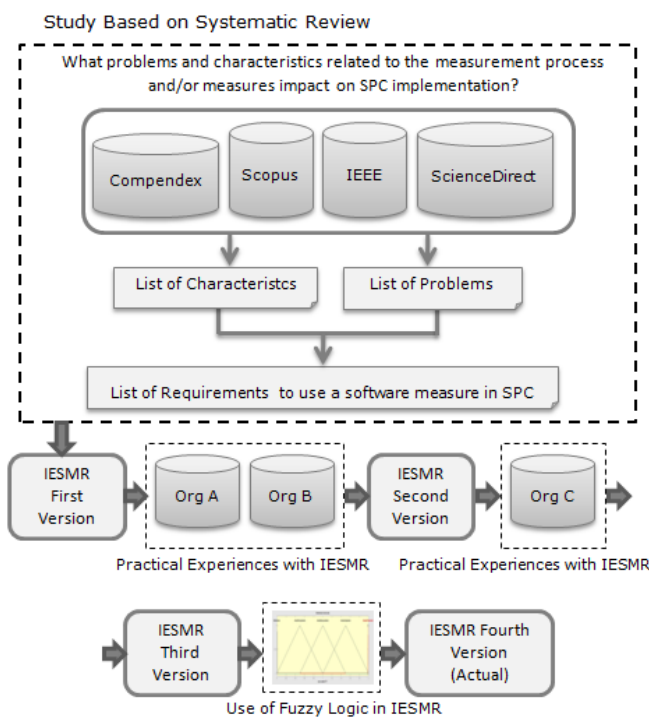 Study Based on Systematic Review
What problems and characteristics related to the measurement process
and/or measures impact on SPC implementation?
Compendex
Scopus
IEEE
ScienceDirect
List of Characteristcs
List of Problems
List of Requirements to use a software measure in SPC
IESMR
First
Version
Org A
Org B
IESMR
Second
Version
Org C
Practical Experiences with IESMR
Practical Experiences with IESMR
IESMR
Third
Version
IESMR Fourth
Version
(Actual)
Use of Fuzzy Logic in IESMR